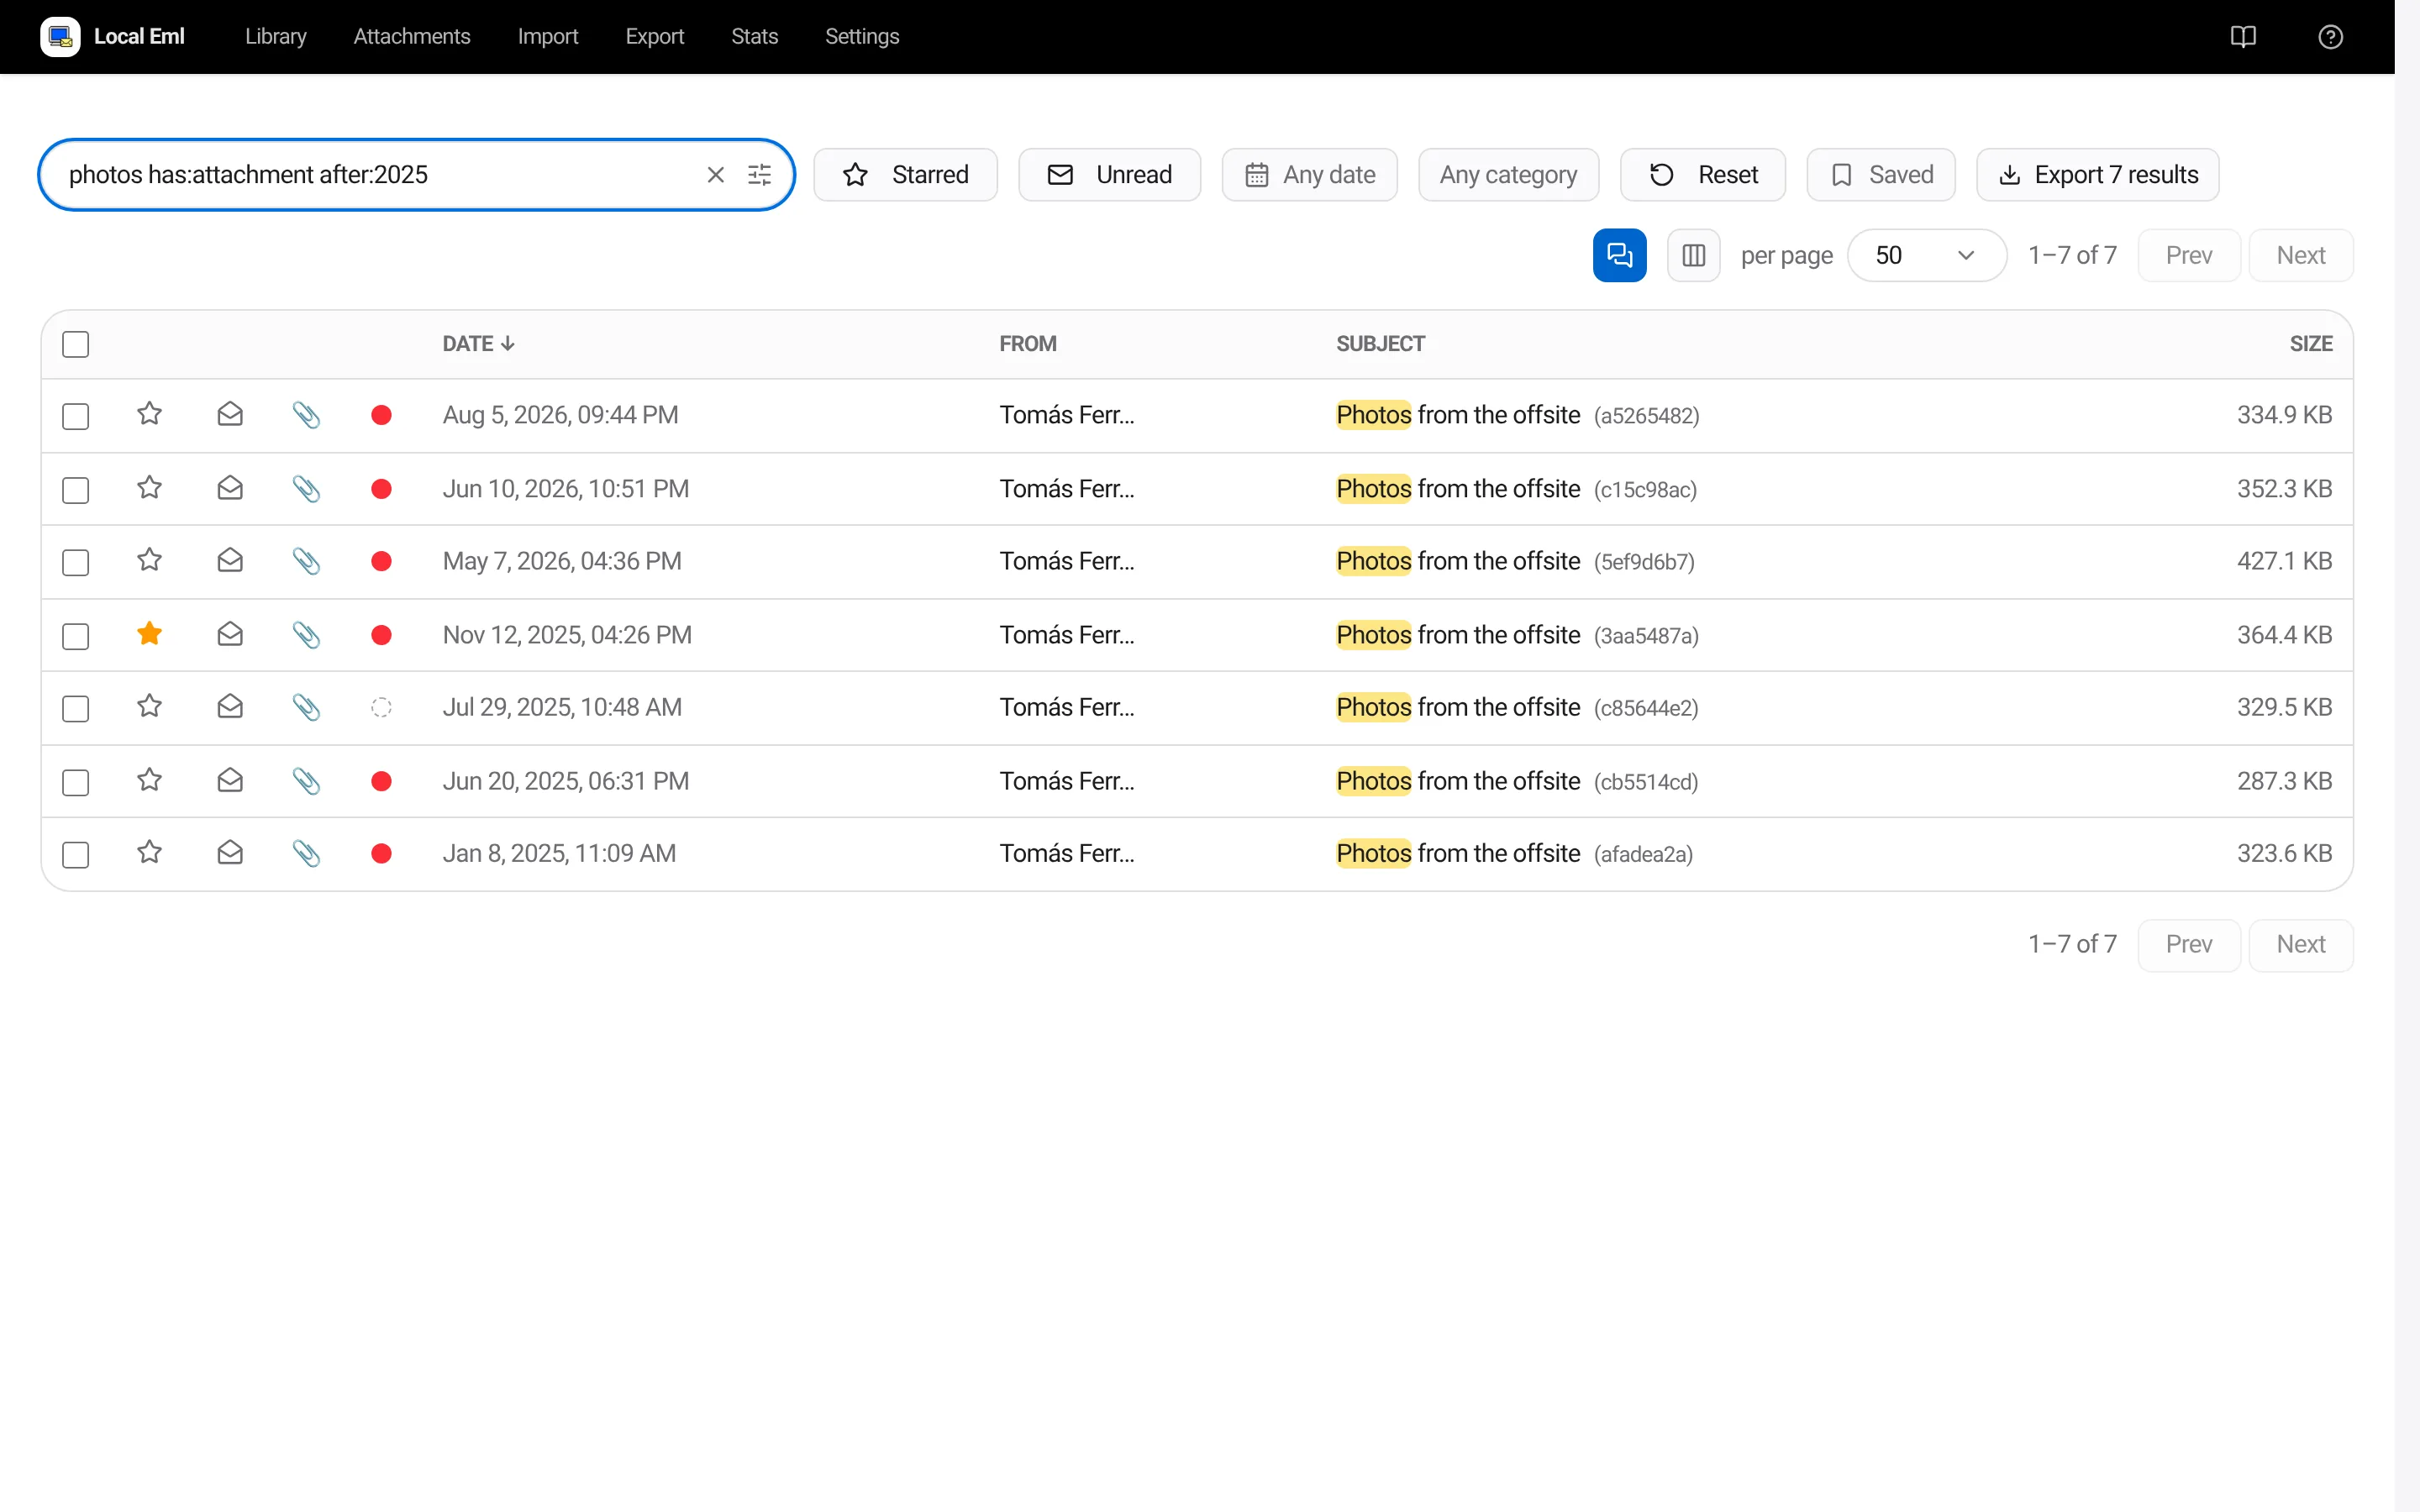 Local Eml Library Attachments Import Export Stats Settings
photos has:attachment after:2025 Starred Unread Any date Any category Reset Saved Export 7 results
per page 50 1–7 of 7 Prev Next
DATE ↓ FROM SUBJECT SIZE
Aug 5, 2026, 09:44 PM Tomás Ferr... Photos from the offsite (a5265482) 334.9 KB
Jun 10, 2026, 10:51 PM Tomás Ferr... Photos from the offsite (c15c98ac) 352.3 KB
May 7, 2026, 04:36 PM Tomás Ferr... Photos from the offsite (5ef9d6b7) 427.1 KB
Nov 12, 2025, 04:26 PM Tomás Ferr... Photos from the offsite (3aa5487a) 364.4 KB
Jul 29, 2025, 10:48 AM Tomás Ferr... Photos from the offsite (c85644e2) 329.5 KB
Jun 20, 2025, 06:31 PM Tomás Ferr... Photos from the offsite (cb5514cd) 287.3 KB
Jan 8, 2025, 11:09 AM Tomás Ferr... Photos from the offsite (afadea2a) 323.6 KB
1–7 of 7 Prev Next